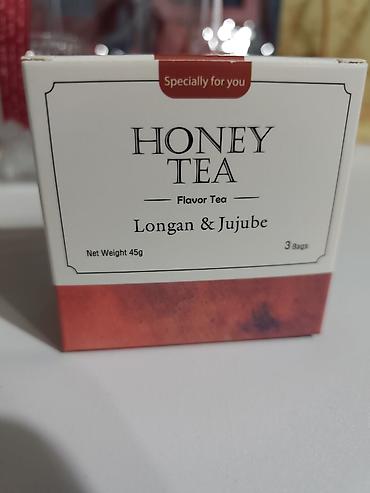 Specially for you
HONEY
TEA
Flavor Tea
Longan & Jujube
Net Weight 45g
3 Bags